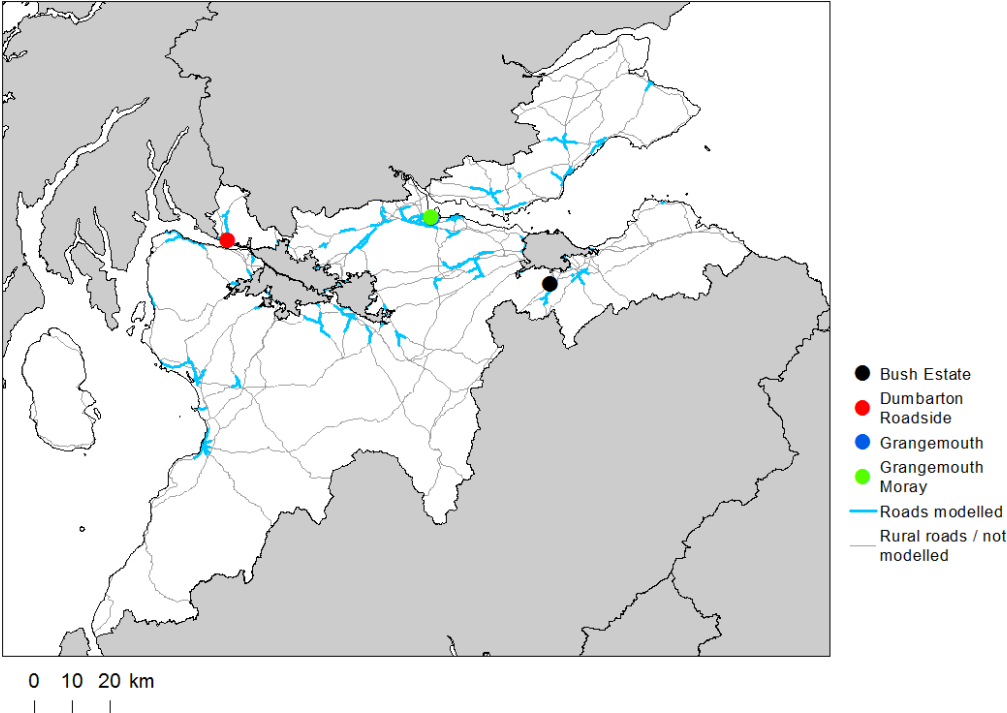 Bush Estate
Dumbarton
Roadside
Grangemouth
Grangemouth
Moray
Roads modelled
Rural roads / not
modelled
0 10 20 km